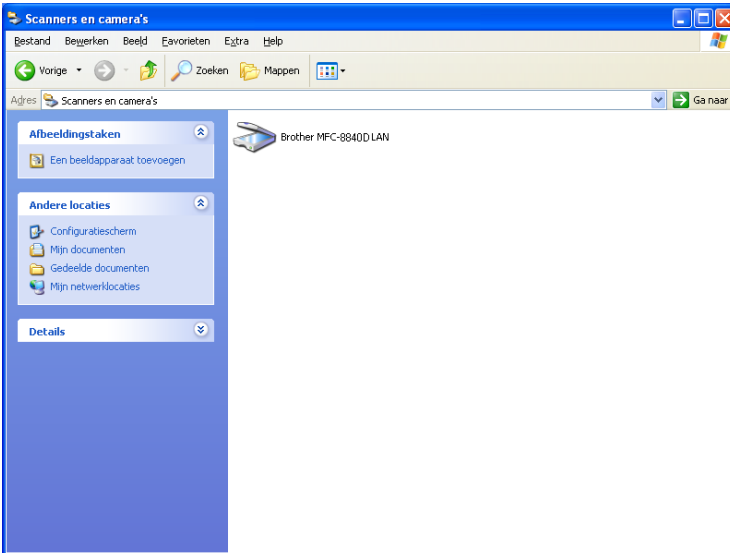 Scanners en camera's
Bestand Bewerken Beeld Favorieten Extra Help
Vorige Zoeken Mappen
Adres Scanners en camera's Ga naar
Afbeeldingstaken
Een beeldapparaat toevoegen
Andere locaties
Configuratiescherm
Mijn documenten
Gedeelde documenten
Mijn netwerklocaties
Details
Brother MFC-8840D LAN